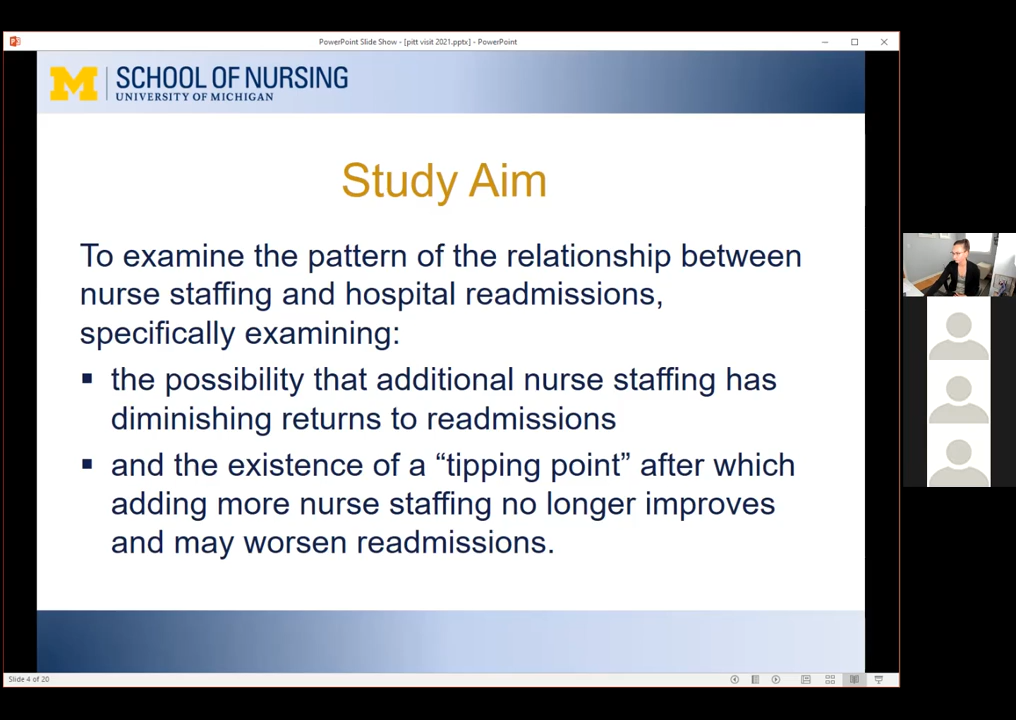 PowerPoint Slide Show - [pitt visit 2021.pptx] - PowerPoint
M SCHOOL OF NURSING
UNIVERSITY OF MICHIGAN
Study Aim
To examine the pattern of the relationship between
nurse staffing and hospital readmissions,
specifically examining:
▪ the possibility that additional nurse staffing has
diminishing returns to readmissions
▪ and the existence of a “tipping point” after which
adding more nurse staffing no longer improves
and may worsen readmissions.
Slide 4 of 20